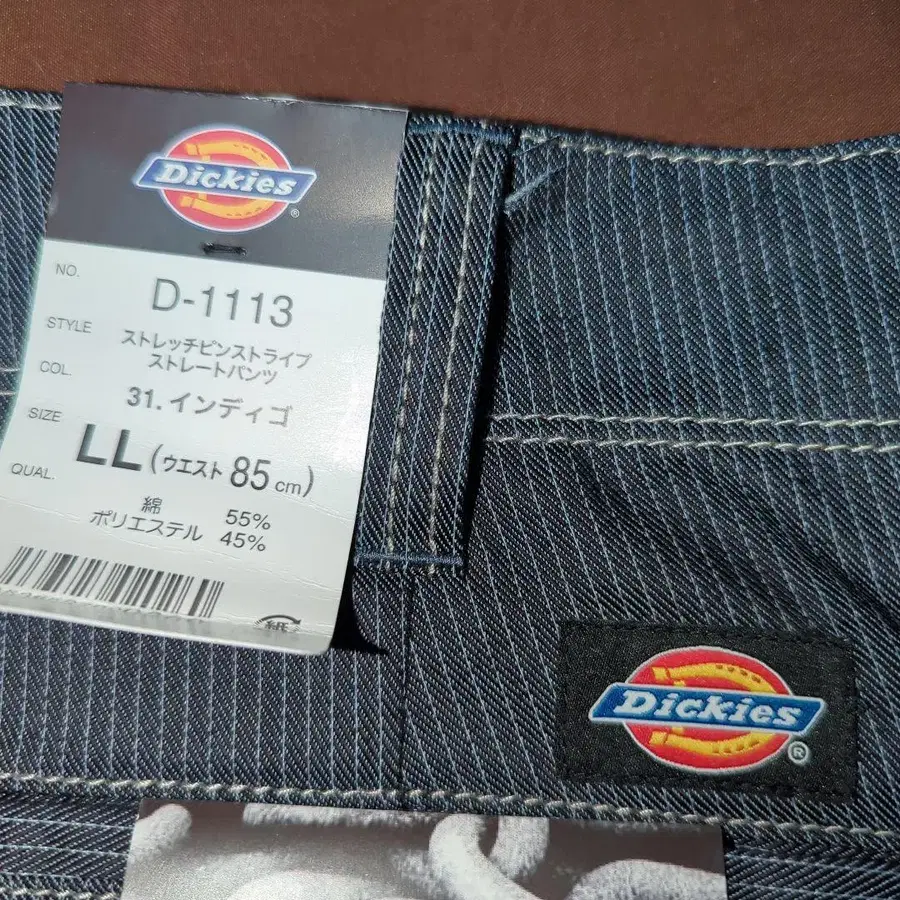 Dickies
®
NO.
D-1113
STYLE
ストレッチピンストライプ
ストレートパンツ
COL.
31.インディゴ
SIZE
LL(ウエスト 85cm)
QUAL.
綿 55%
ポリエステル 45%
紙
Dickies
®